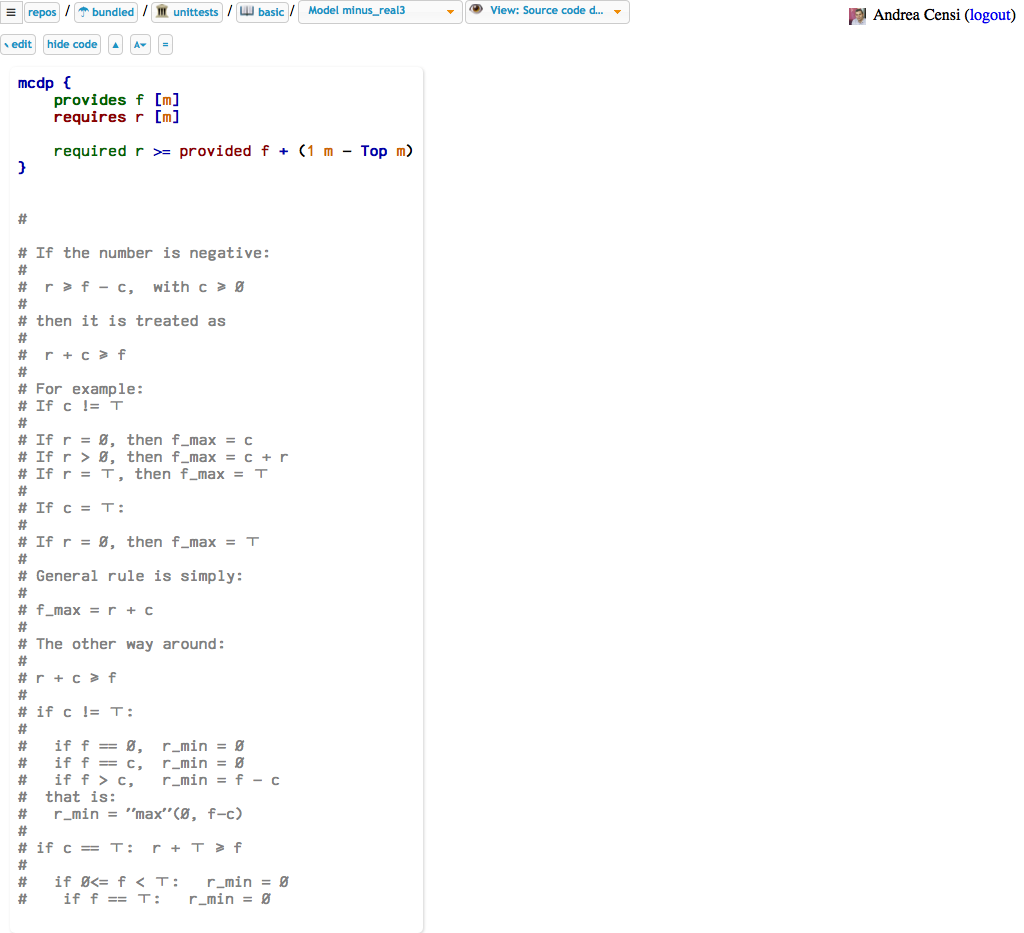 ☰ repos / bundled / unittests / basic / Model minus_real3 View: Source code d... Andrea Censi (logout)
edit hide code ▲ A▾ =
mcdp {
    provides f [m]
    requires r [m]

    required r >= provided f + (1 m - Top m)
}

#

# If the number is negative:
#
#  r ≥ f - c,  with c ≥ 0
#
# then it is treated as
#
#  r + c ≥ f
#
# For example:
# If c != ⊤
#
# If r = 0, then f_max = c
# If r > 0, then f_max = c + r
# If r = ⊤, then f_max = ⊤
#
# If c = ⊤:
#
# If r = 0, then f_max = ⊤
#
# General rule is simply:
#
# f_max = r + c
#
# The other way around:
#
# r + c ≥ f
#
# if c != ⊤:
#
#   if f == 0,  r_min = 0
#   if f == c,  r_min = 0
#   if f > c,   r_min = f - c
#  that is:
#   r_min = "max"(0, f-c)
#
# if c == ⊤:  r + ⊤ ≥ f
#
#   if 0<= f < ⊤:   r_min = 0
#    if f == ⊤:   r_min = 0